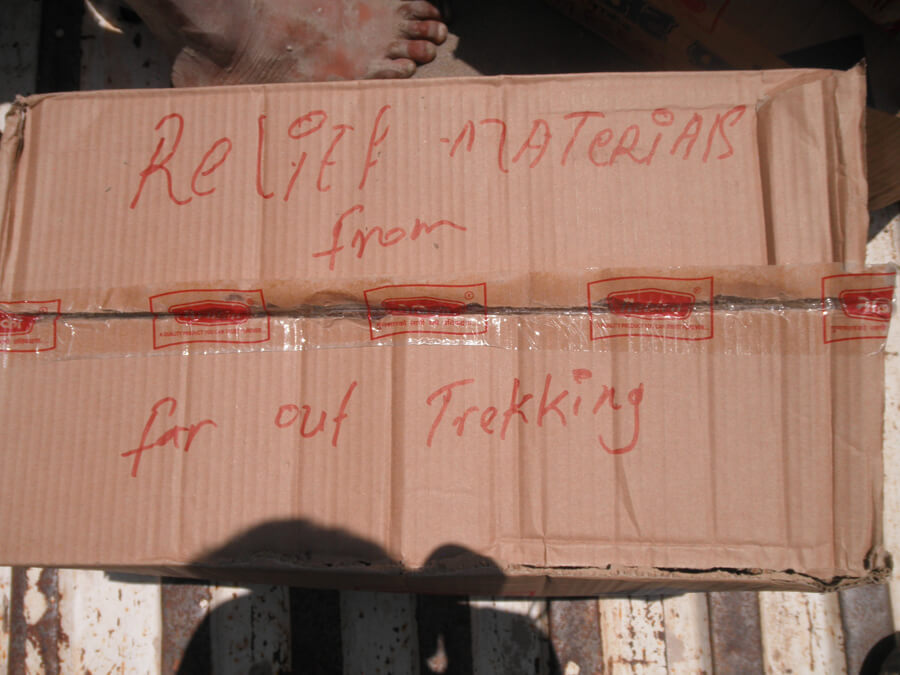 Relief MATeRiAls
from
far out Trekking